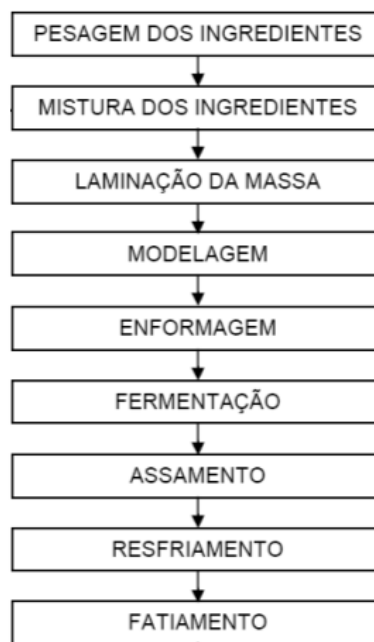 PESAGEM DOS INGREDIENTES
MISTURA DOS INGREDIENTES
LAMINAÇÃO DA MASSA
MODELAGEM
ENFORMAGEM
FERMENTAÇÃO
ASSAMENTO
RESFRIAMENTO
FATIAMENTO